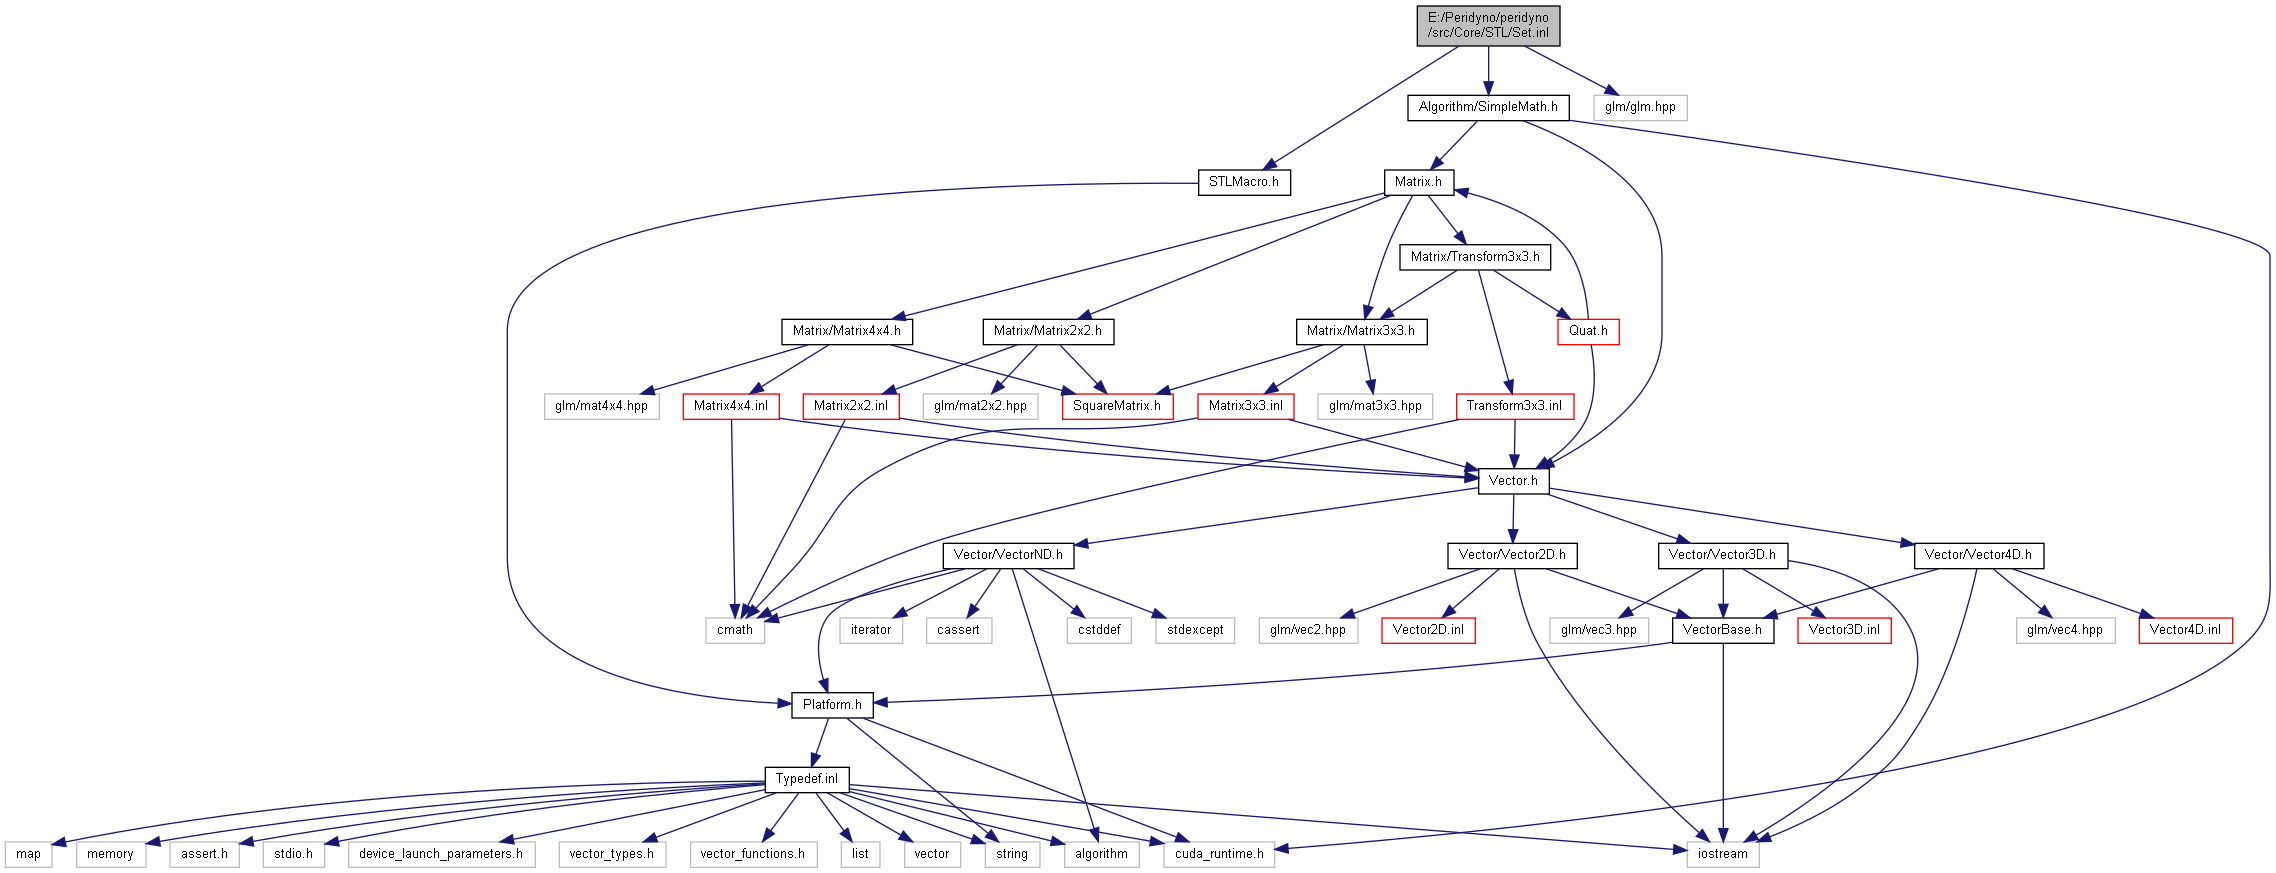 E:/Peridyno/peridyno
/src/Core/STL/Set.inl
Algorithm/SimpleMath.h
glm/glm.hpp
STLMacro.h
Matrix.h
Matrix/Transform3x3.h
Matrix/Matrix4x4.h
Matrix/Matrix2x2.h
Matrix/Matrix3x3.h
Quat.h
glm/mat4x4.hpp
Matrix4x4.inl
Matrix2x2.inl
glm/mat2x2.hpp
SquareMatrix.h
Matrix3x3.inl
glm/mat3x3.hpp
Transform3x3.inl
Vector.h
Vector/VectorND.h
Vector/Vector2D.h
Vector/Vector3D.h
Vector/Vector4D.h
cmath
iterator
cassert
cstddef
stdexcept
glm/vec2.hpp
Vector2D.inl
glm/vec3.hpp
VectorBase.h
Vector3D.inl
glm/vec4.hpp
Vector4D.inl
Platform.h
Typedef.inl
map
memory
assert.h
stdio.h
device_launch_parameters.h
vector_types.h
vector_functions.h
list
vector
string
algorithm
cuda_runtime.h
iostream